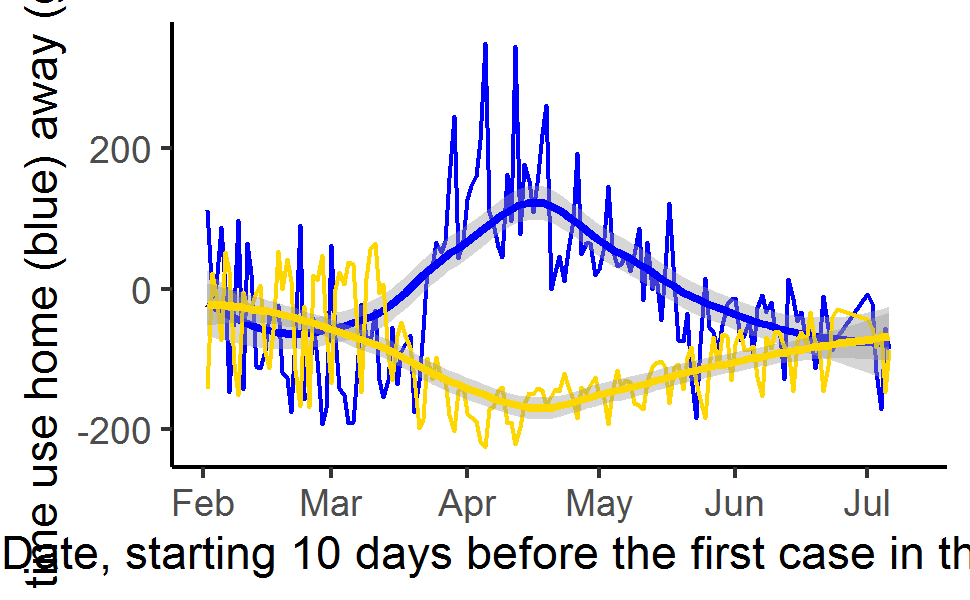 time use home (blue) away (
200
0
-200
Feb Mar Apr May Jun Jul
Date, starting 10 days before the first case in th